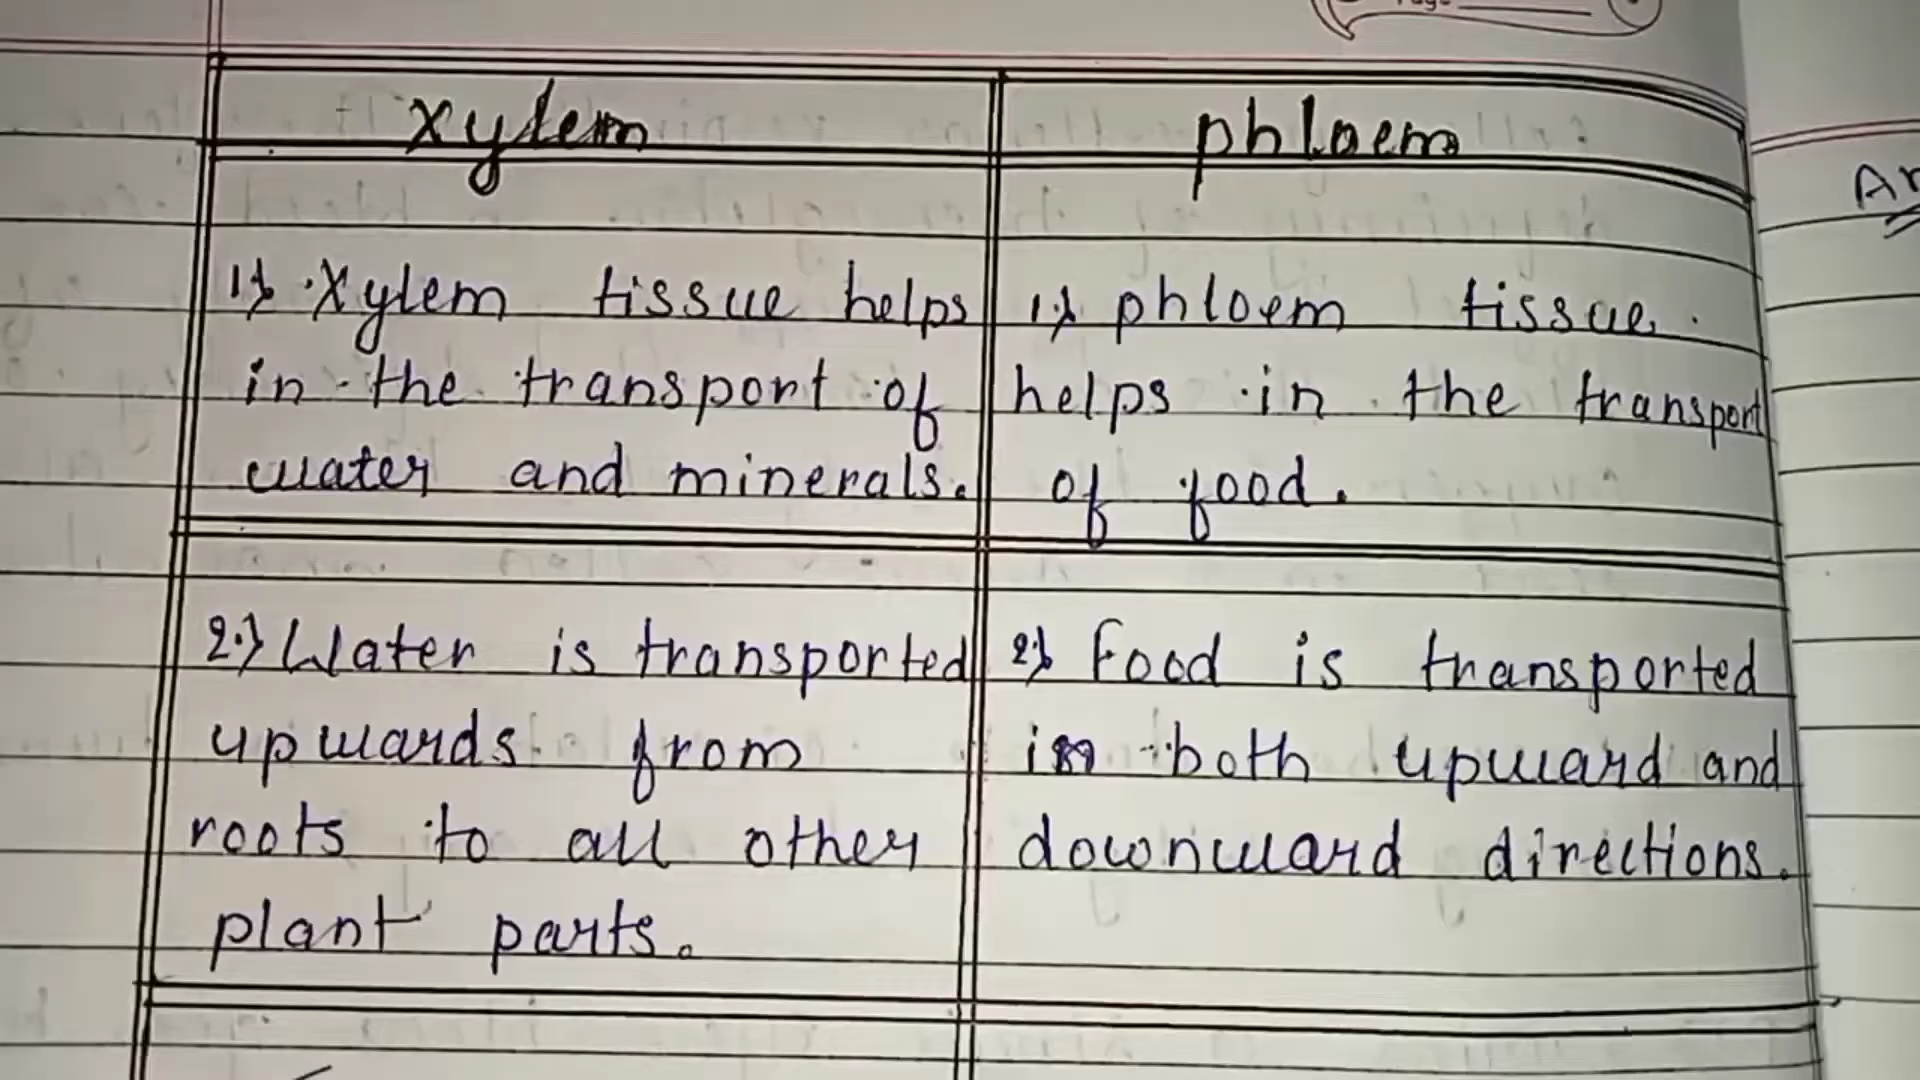 xylem
1) Xylem tissue helps
in the transport of
water and minerals.
2) Water is transported
upwards from
roots to all other
plant parts.
phloem
1) phloem tissue
helps in the transport
of food.
2) Food is transported
in both upward and
downward directions.